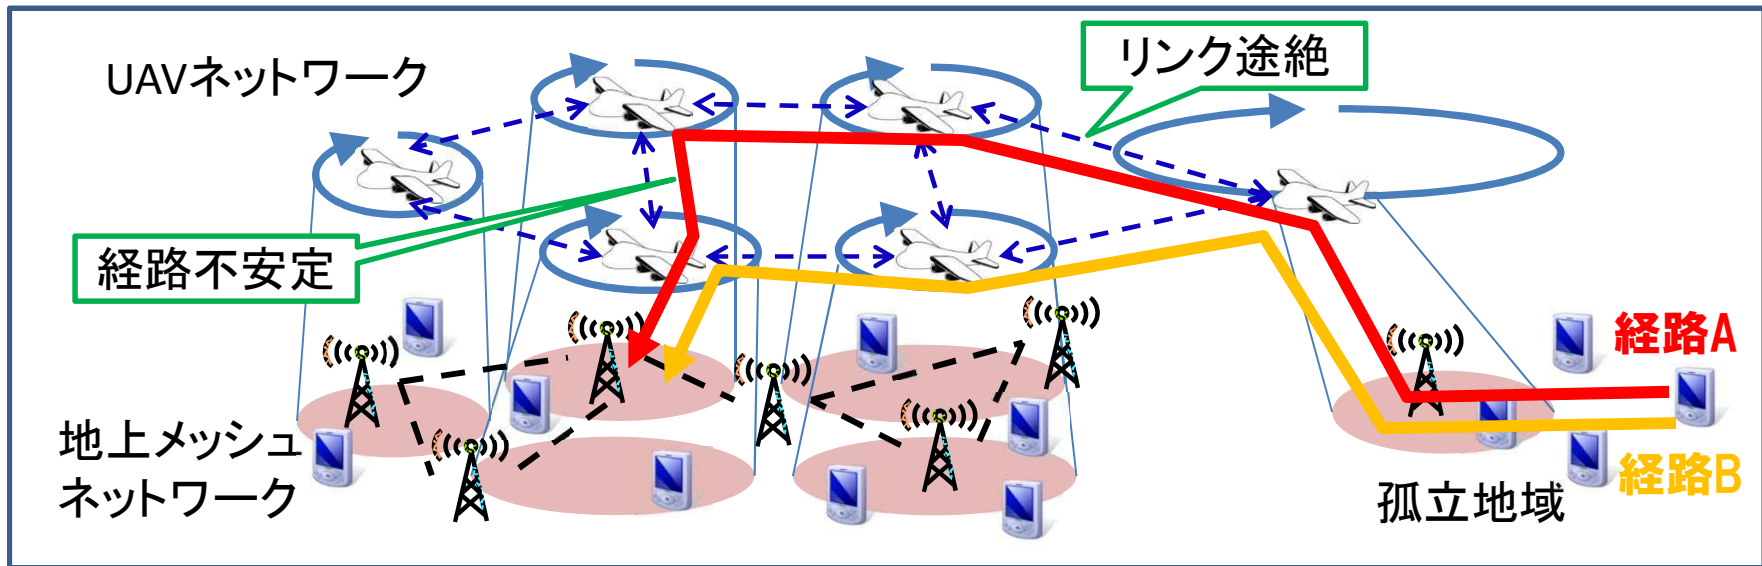 UAVネットワーク
リンク途絶
経路不安定
経路A
地上メッシュ
ネットワーク
経路B
孤立地域